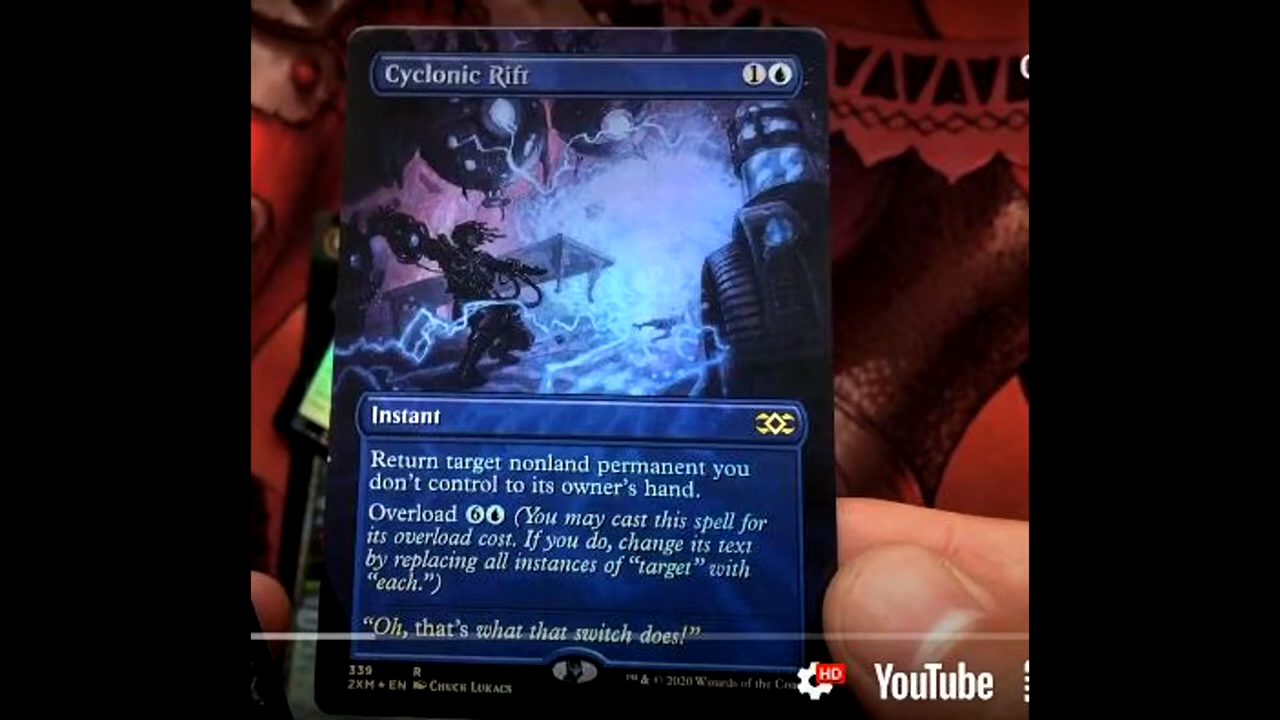 Cyclonic Rift 1
Instant
Return target nonland permanent you
don't control to its owner's hand.
Overload 6 (You may cast this spell for
its overload cost. If you do, change its text
by replacing all instances of "target" with
"each.")
"Oh, that's what that switch does!"
339 R
2XM EN Chuck Lukacs
™ & © 2020 Wizards of the
HD
YouTube